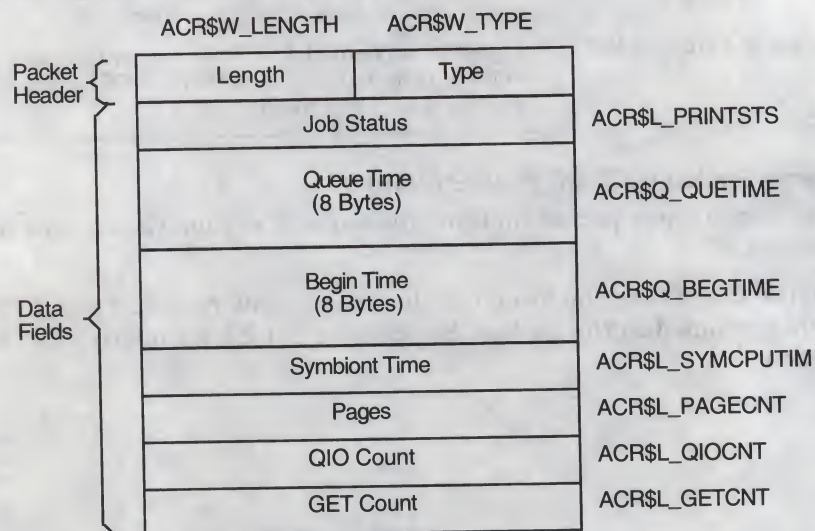 ACR$W_LENGTH ACR$W_TYPE
Packet Header
Length Type
Job Status ACR$L_PRINTSTS
Queue Time
(8 Bytes)
ACR$Q_QUETIME
Begin Time
(8 Bytes)
ACR$Q_BEGTIME
Data
Fields
Symbiont Time ACR$L_SYMCPUTIM
Pages ACR$L_PAGECNT
QIO Count ACR$L_QIOCNT
GET Count ACR$L_GETCNT